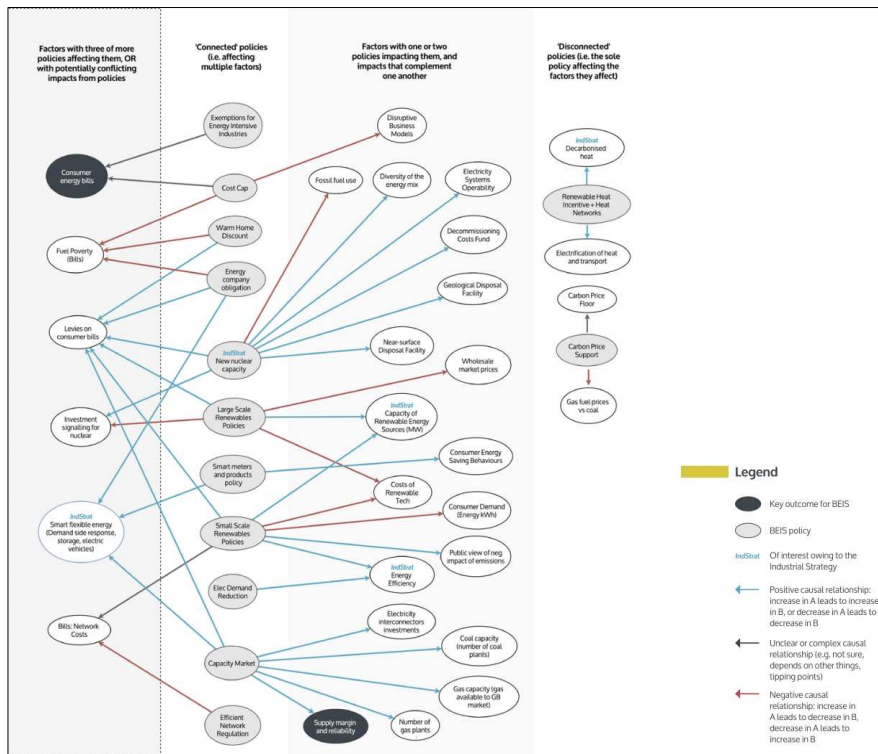 Factors with three of more
policies affecting them, OR
with potentially conflicting
impacts from policies
'Connected' policies
(i.e. affecting
multiple factors)
Factors with one or two
policies impacting them, and
impacts that complement
one another
'Disconnected'
policies (i.e. the sole
policy affecting the
factors they affect)
Consumer
energy bills
Fuel Poverty
(Bills)
Levies on
consumer bills
Investment
signalling for
nuclear
IndStrat
Smart flexible energy
(Demand side response,
storage, electric
vehicles)
Bills: Network
Costs
Exemptions for
Energy Intensive
Industries
Cost Cap
Warm Home
Discount
Energy
company
obligation
IndStrat
New nuclear
capacity
Large Scale
Renewables
Policies
Smart meters
and products
policy
Small Scale
Renewables
Policies
Elec Demand
Reduction
Capacity Market
Efficient
Network
Regulation
Disruptive
Business
Models
Fossil fuel use
Diversity of the
energy mix
Electricity
Systems
Operability
Decommissioning
Costs Fund
Geological Disposal
Facility
Near-surface
Disposal Facility
Wholesale
market prices
IndStrat
Capacity of
Renewable Energy
Sources (MW)
Consumer Energy
Saving Behaviours
Costs of
Renewable
Tech
Consumer Demand
(Energy kWh)
Public view of neg
impact of emissions
IndStrat
Energy
Efficiency
Electricity
interconnectors
investments
Coal capacity
(number of coal
plants)
Gas capacity (gas
available to GB
market)
Number of
gas plants
Supply margin
and reliability
IndStrat
Decarbonised
heat
Renewable Heat
Incentive + Heat
Networks
Electrification of heat
and transport
Carbon Price
Floor
Carbon Price
Support
Gas fuel prices
vs coal
Legend
Key outcome for BEIS
BEIS policy
IndStrat Of interest owing to the
Industrial Strategy
Positive causal relationship:
increase in A leads to increase
in B, or decrease in A leads to
decrease in B
Unclear or complex causal
relationship (e.g. not sure,
depends on other things,
tipping points)
Negative causal
relationship: increase in
A leads to decrease in B,
decrease in A leads to
increase in B